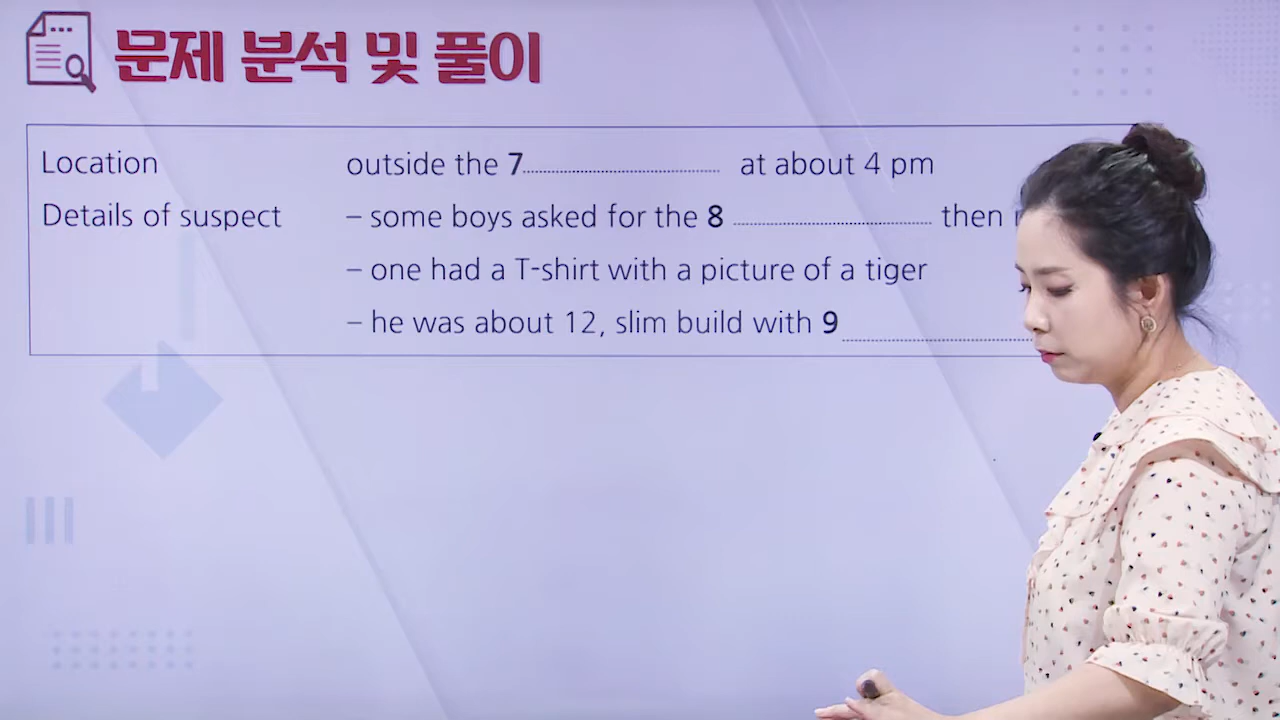 문제 분석 및 풀이
Location outside the 7........................ at about 4 pm
Details of suspect – some boys asked for the 8 ........................ then
– one had a T-shirt with a picture of a tiger
– he was about 12, slim build with 9 ........................